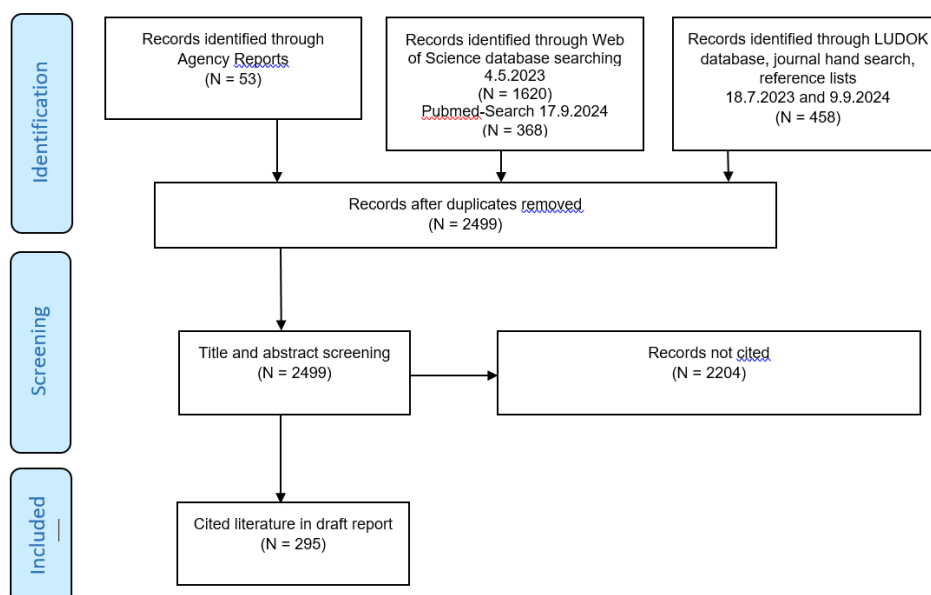 Identification
Records identified through
Agency Reports
(N = 53)
Records identified through Web
of Science database searching
4.5.2023
(N = 1620)
Pubmed-Search 17.9.2024
(N = 368)
Records identified through LUDOK
database, journal hand search,
reference lists
18.7.2023 and 9.9.2024
(N = 458)
Records after duplicates removed
(N = 2499)
Screening
Title and abstract screening
(N = 2499)
Records not cited
(N = 2204)
Included
Cited literature in draft report
(N = 295)